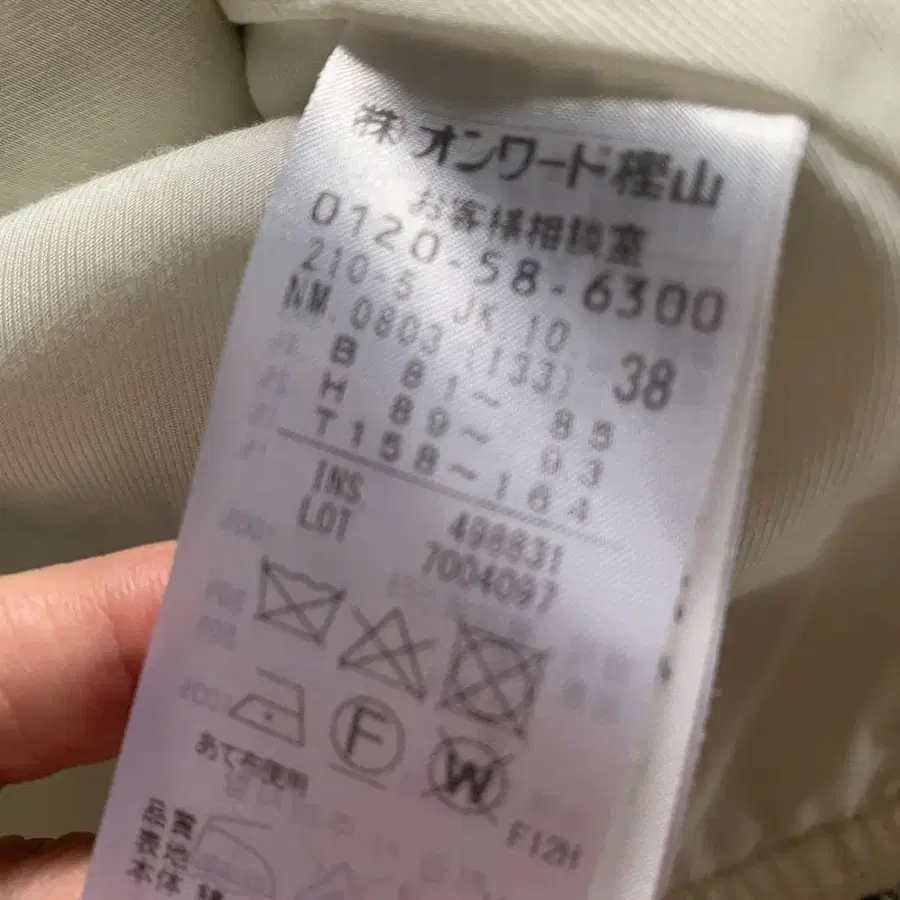 (株)オンワード樫山
お客様相談室
0120-58-6300
210-5 JK 10
NM.0803 (133) 38
B 81~ 85
H 89~ 93
T158~164
INS. 498831
LOT 7004097
F W
あて布使用
F12H
品質
表示
本体